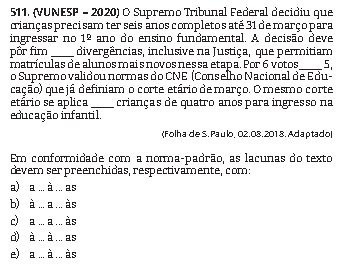 511. (VUNESP – 2020) O Supremo Tribunal Federal decidiu que
crianças precisam ter seis anos completos até 31 de março para
ingressar no 1º ano do ensino fundamental. A decisão deve
pôr fim ____ divergências, inclusive na Justiça, que permitiam
matrículas de alunos mais novos nessa etapa. Por 6 votos ____ 5,
o Supremo validou normas do CNE (Conselho Nacional de Edu-
cação) que já definiam o corte etário de março. O mesmo corte
etário se aplica ____ crianças de quatro anos para ingresso na
educação infantil.
(Folha de S. Paulo, 02.08.2018. Adaptado)
Em conformidade com a norma-padrão, as lacunas do texto
devem ser preenchidas, respectivamente, com:
a) a ... à ... as
b) à ... a ... as
c) a ... a ... às
d) à ... à ... às
e) a ... à ... às